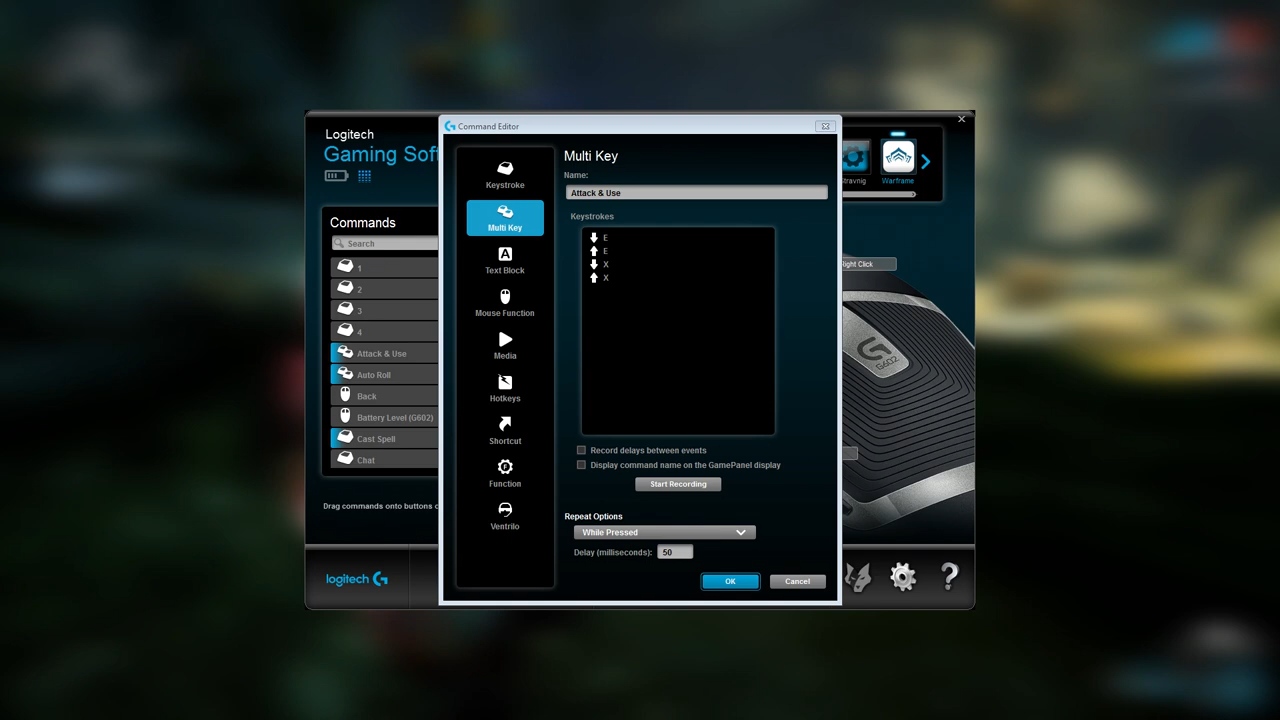 Logitech
Gaming Soft
Commands
Search
1
2
3
4
Attack & Use
Auto Roll
Back
Battery Level (G602)
Cast Spell
Chat
Drag commands onto buttons o
logitech G
Command Editor
Keystroke
Multi Key
Text Block
Mouse Function
Media
Hotkeys
Shortcut
Function
Ventrilo
Multi Key
Name:
Attack & Use
Keystrokes
E
E
X
X
Record delays between events
Display command name on the GamePanel display
Start Recording
Repeat Options
While Pressed
Delay (milliseconds): 50
OK Cancel
Stravnig
Warframe
Right Click
G602